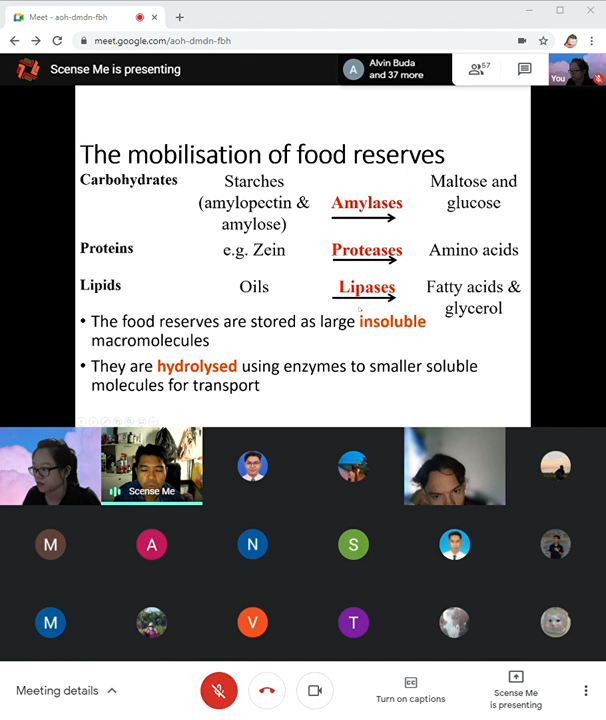 Meet - aoh-dmdn-fbh
meet.google.com/aoh-dmdn-fbh
Scense Me is presenting
A
Alvin Buda
and 37 more
57
You
The mobilisation of food reserves
Carbohydrates
Starches
(amylopectin &
amylose)
Amylases
Maltose and
glucose
Proteins
e.g. Zein
Proteases
Amino acids
Lipids
Oils
Lipases
Fatty acids &
glycerol
• The food reserves are stored as large insoluble
macromolecules
• They are hydrolysed using enzymes to smaller soluble
molecules for transport
Scense Me
M
A
N
S
M
V
T
Meeting details
CC
Turn on captions
Scense Me
is presenting